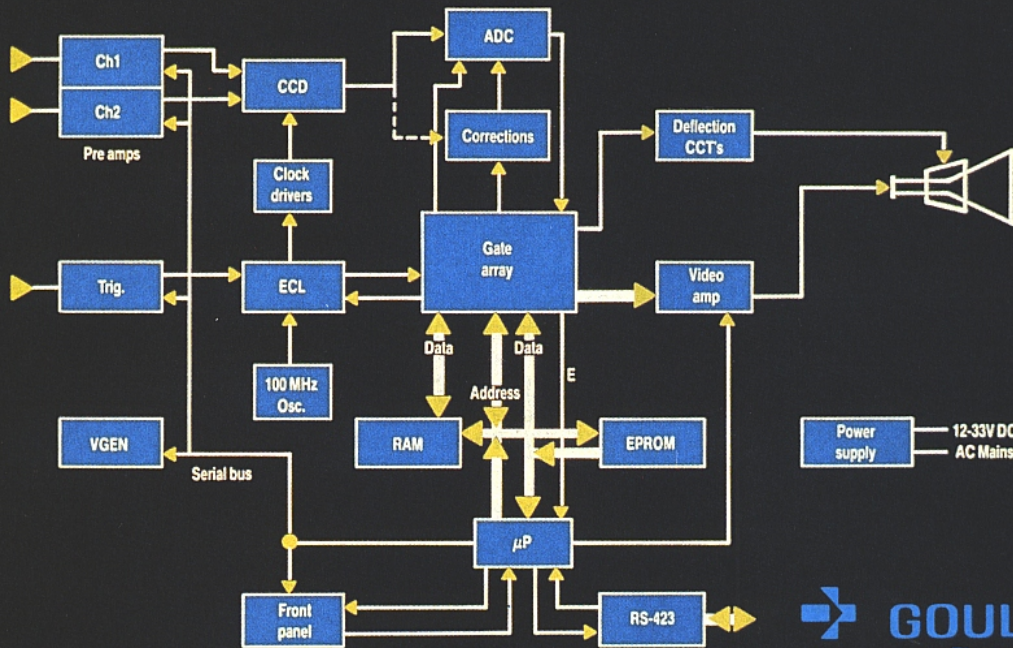 Ch1
Ch2
Pre amps
CCD
ADC
Corrections
Clock
drivers
Deflection
CCT's
Trig.
ECL
Gate
array
Video
amp
100 MHz
Osc.
Data
Address
Data
E
VGEN
Serial bus
RAM
EPROM
Power
supply
12-33V DC
AC Mains
μP
Front
panel
RS-423
GOUL